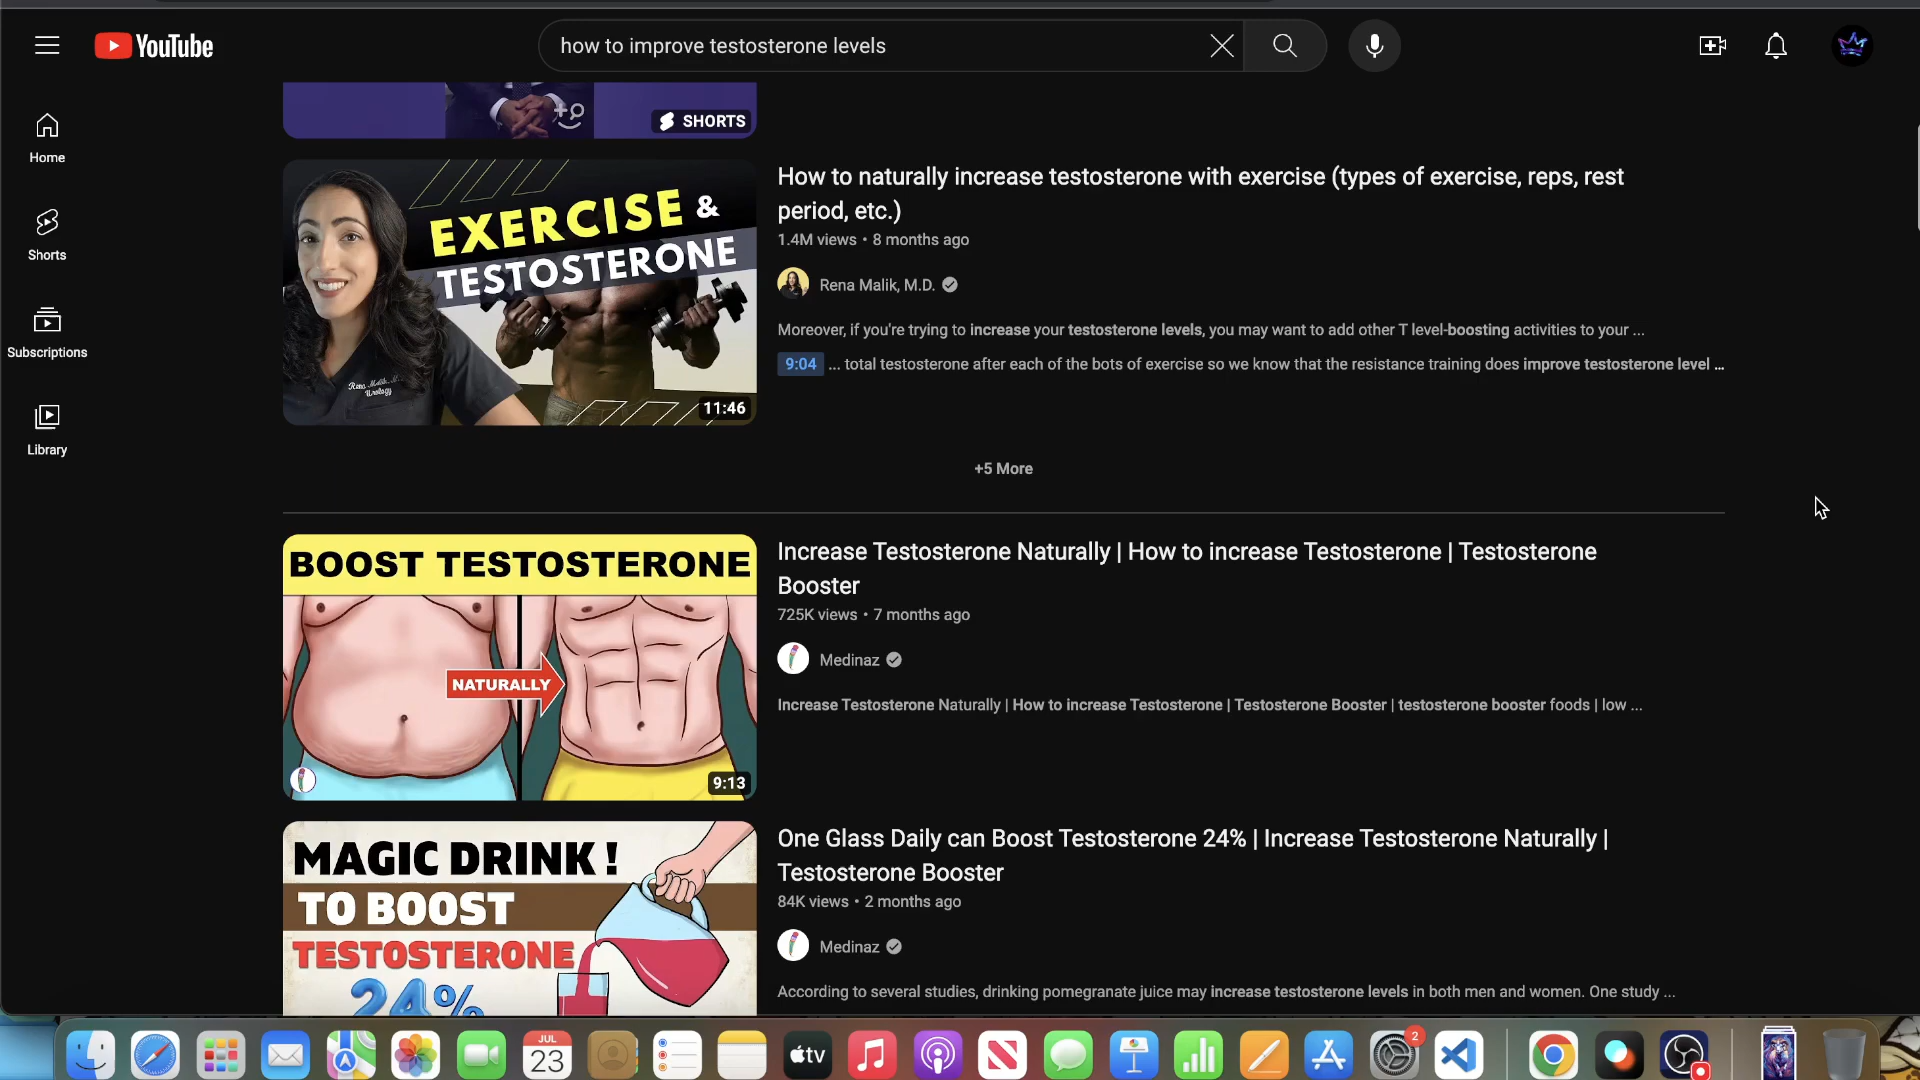 YouTube
how to improve testosterone levels
Home
Shorts
Subscriptions
Library
SHORTS
EXERCISE &
TESTOSTERONE
Rena Malik, M.D.
Urology
11:46
How to naturally increase testosterone with exercise (types of exercise, reps, rest
period, etc.)
1.4M views • 8 months ago
Rena Malik, M.D.
Moreover, if you're trying to increase your testosterone levels, you may want to add other T level-boosting activities to your ...
9:04 ... total testosterone after each of the bots of exercise so we know that the resistance training does improve testosterone level ...
+5 More
BOOST TESTOSTERONE
NATURALLY
9:13
Increase Testosterone Naturally | How to increase Testosterone | Testosterone
Booster
725K views • 7 months ago
Medinaz
Increase Testosterone Naturally | How to increase Testosterone | Testosterone Booster | testosterone booster foods | low ...
MAGIC DRINK !
TO BOOST
TESTOSTERONE
24%
One Glass Daily can Boost Testosterone 24% | Increase Testosterone Naturally |
Testosterone Booster
84K views • 2 months ago
Medinaz
According to several studies, drinking pomegranate juice may increase testosterone levels in both men and women. One study ...
JUL
23
tv
2